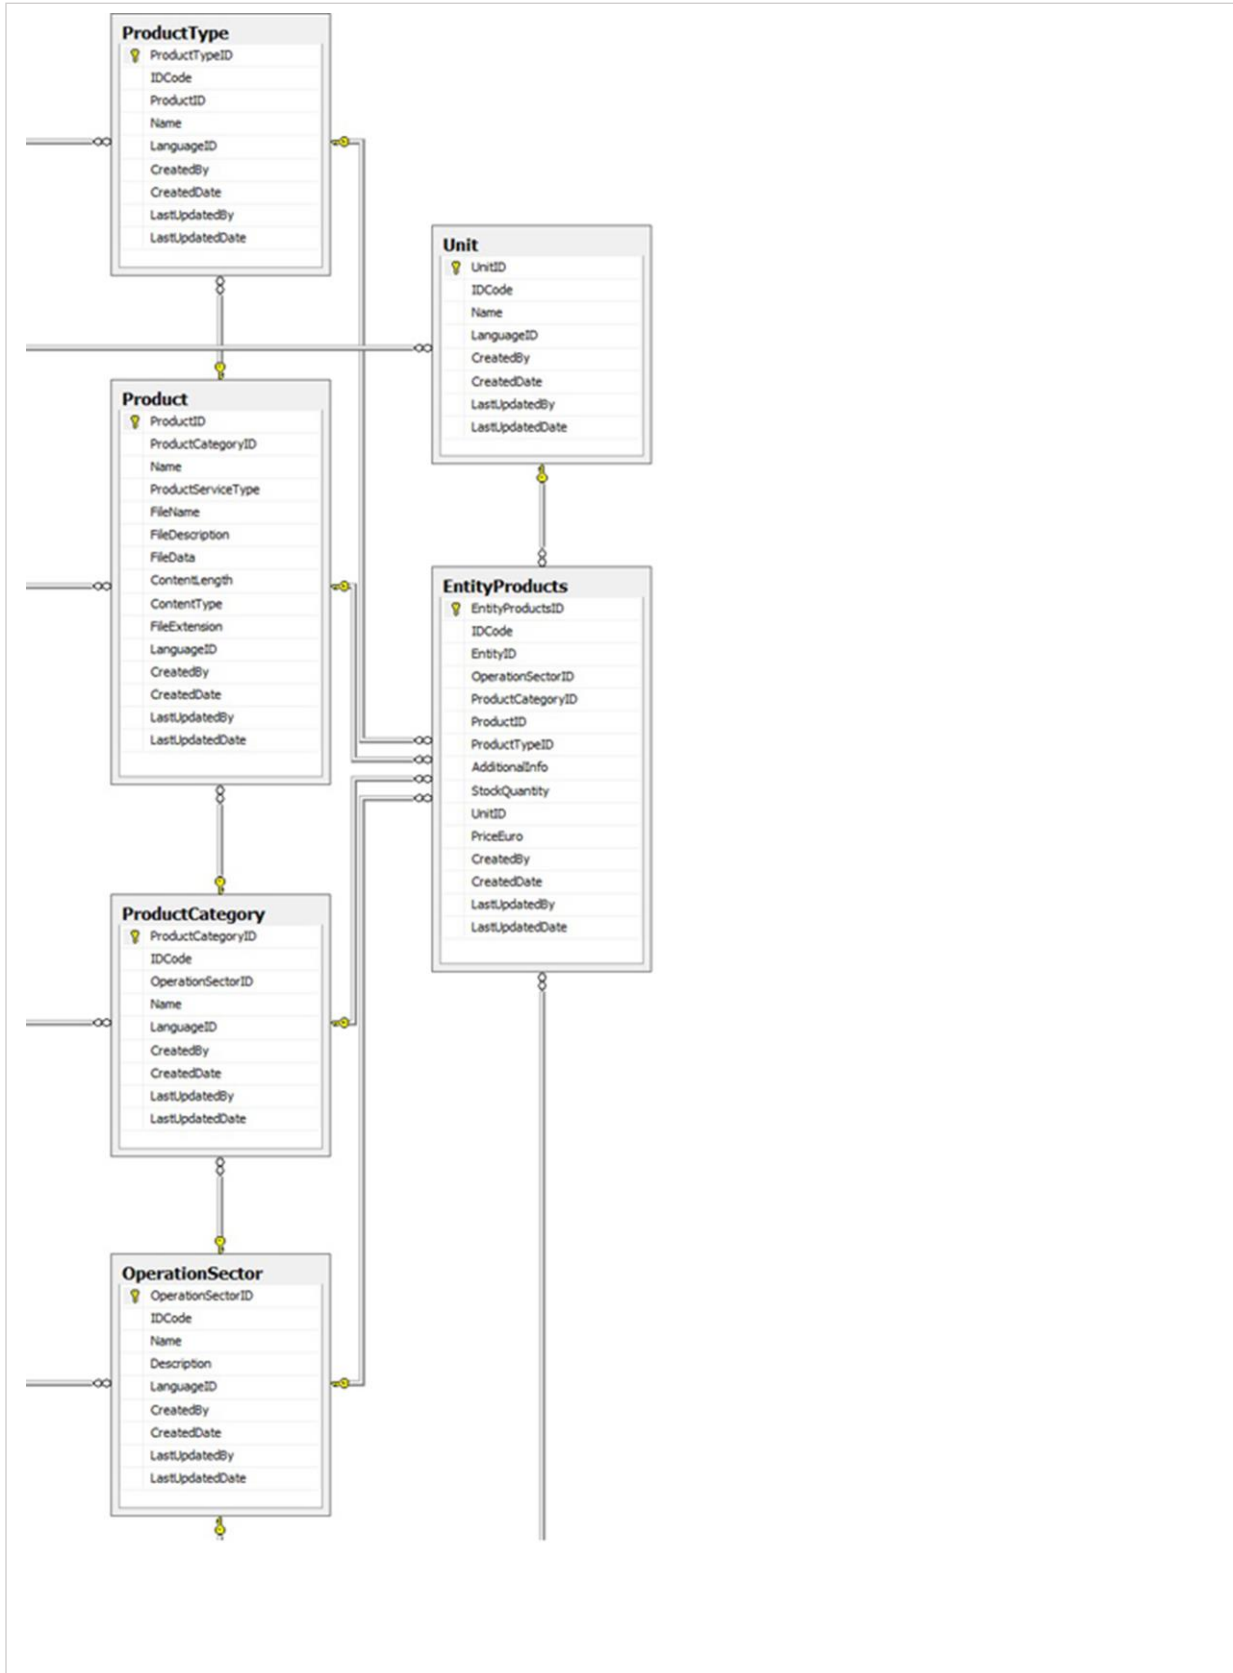 ProductType
ProductTypeID
IDCode
ProductID
Name
LanguageID
CreatedBy
CreatedDate
LastUpdatedBy
LastUpdatedDate
Unit
UnitID
IDCode
Name
LanguageID
CreatedBy
CreatedDate
LastUpdatedBy
LastUpdatedDate
Product
ProductID
ProductCategoryID
Name
ProductServiceType
FileName
FileDescription
FileData
ContentLength
ContentType
FileExtension
LanguageID
CreatedBy
CreatedDate
LastUpdatedBy
LastUpdatedDate
EntityProducts
EntityProductsID
IDCode
EntityID
OperationSectorID
ProductCategoryID
ProductID
ProductTypeID
AdditionalInfo
StockQuantity
UnitID
PriceEuro
CreatedBy
CreatedDate
LastUpdatedBy
LastUpdatedDate
ProductCategory
ProductCategoryID
IDCode
OperationSectorID
Name
LanguageID
CreatedBy
CreatedDate
LastUpdatedBy
LastUpdatedDate
OperationSector
OperationSectorID
IDCode
Name
Description
LanguageID
CreatedBy
CreatedDate
LastUpdatedBy
LastUpdatedDate